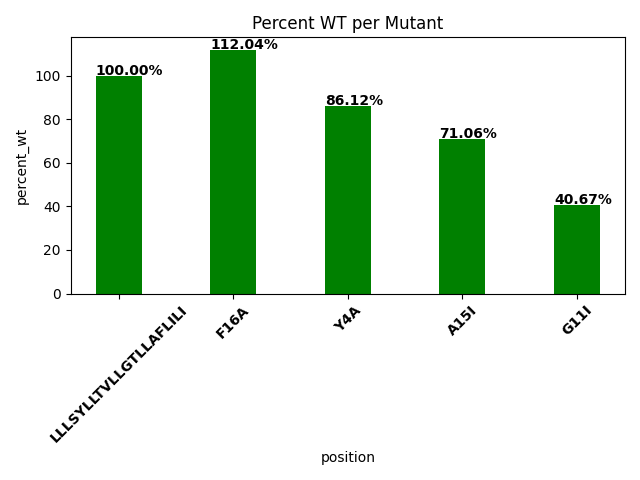 Percent WT per Mutant
percent_wt
100
80
60
40
20
0
100.00%
112.04%
86.12%
71.06%
40.67%
LLLSYLLTVLLGTLLAFLILI
F16A
Y4A
A15I
G11I
position